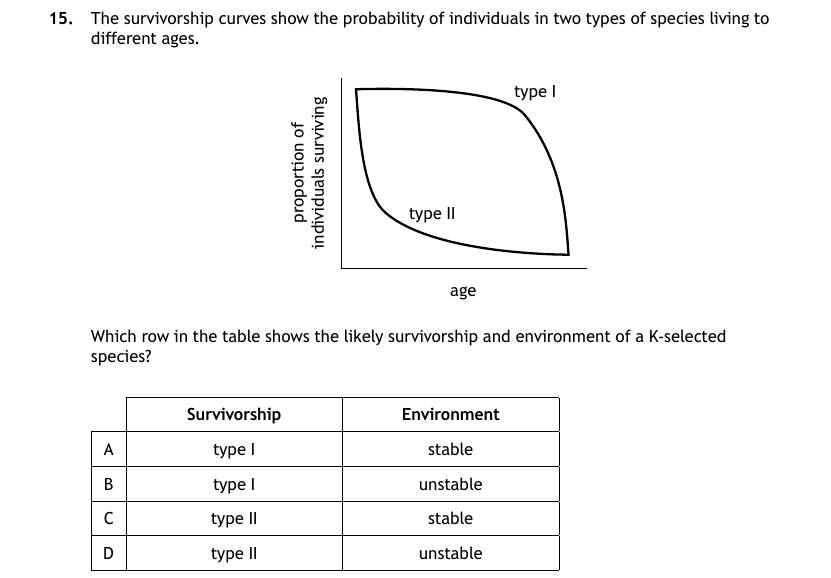 15. The survivorship curves show the probability of individuals in two types of species living to
different ages.
type I
proportion of
individuals surviving
type II
age
Which row in the table shows the likely survivorship and environment of a K-selected
species?
Survivorship Environment
A type I stable
B type I unstable
C type II stable
D type II unstable